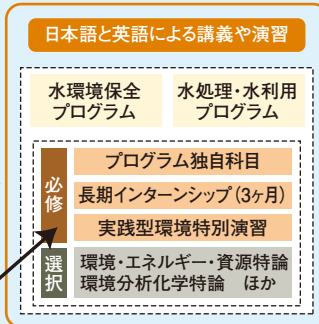 日本語と英語による講義や演習
水環境保全
プログラム
水処理・水利用
プログラム
必修
プログラム独自科目
長期インターンシップ(3ヶ月)
実践型環境特別演習
選択
環境・エネルギー・資源特論
環境分析化学特論　ほか